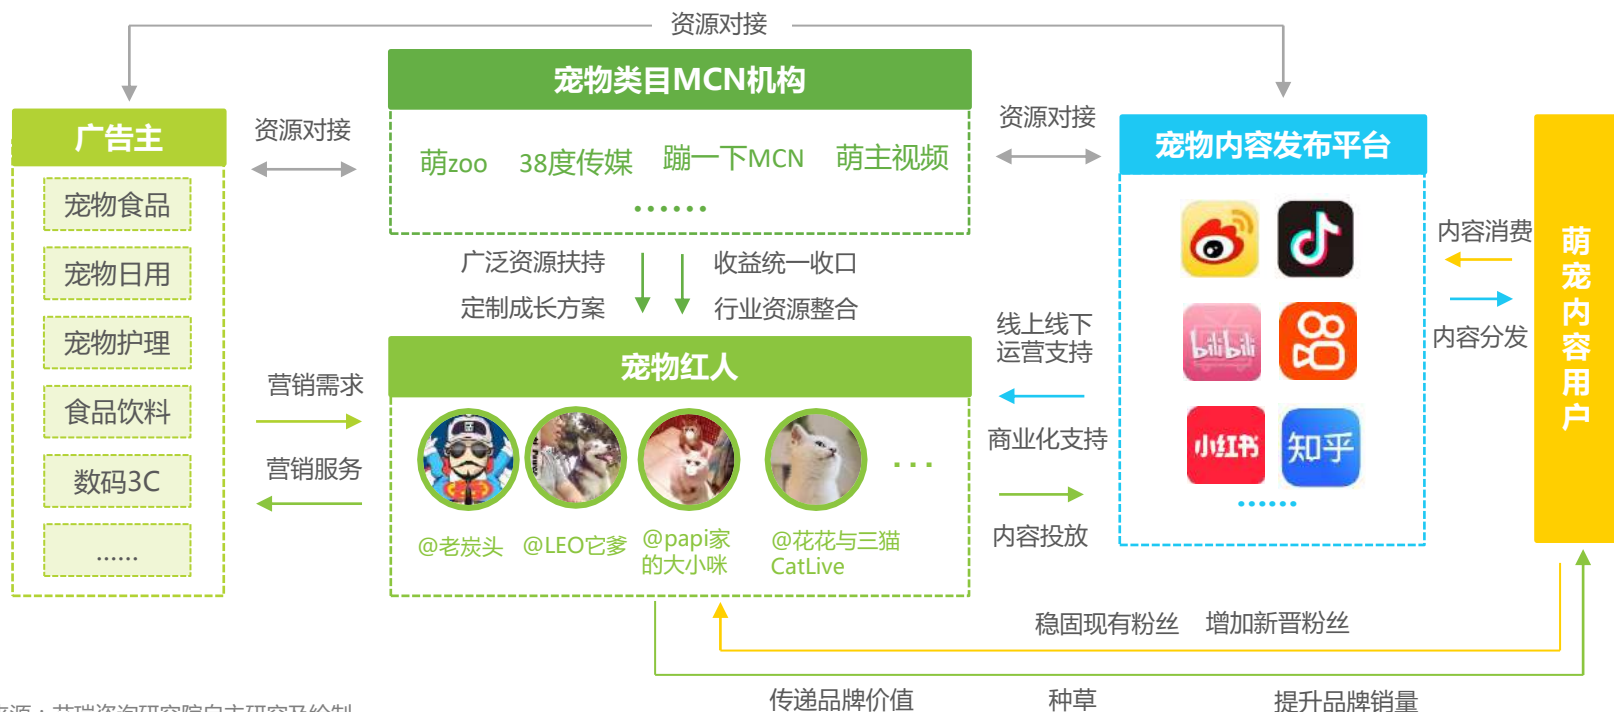 资源对接
宠物类目MCN机构
萌zoo 38度传媒 蹦一下MCN 萌主视频
......
广告主
宠物食品
宠物日用
宠物护理
食品饮料
数码3C
......
资源对接
资源对接
宠物内容发布平台
bilibili
小红书
知乎
......
萌宠内容用户
内容消费
内容分发
广泛资源扶持
定制成长方案
收益统一收口
行业资源整合
宠物红人
@老炭头
@LEO它爹
@papi家
的大小咪
@花花与三猫
CatLive
...
营销需求
营销服务
线上线下
运营支持
商业化支持
内容投放
稳固现有粉丝 增加新晋粉丝
传递品牌价值 种草 提升品牌销量